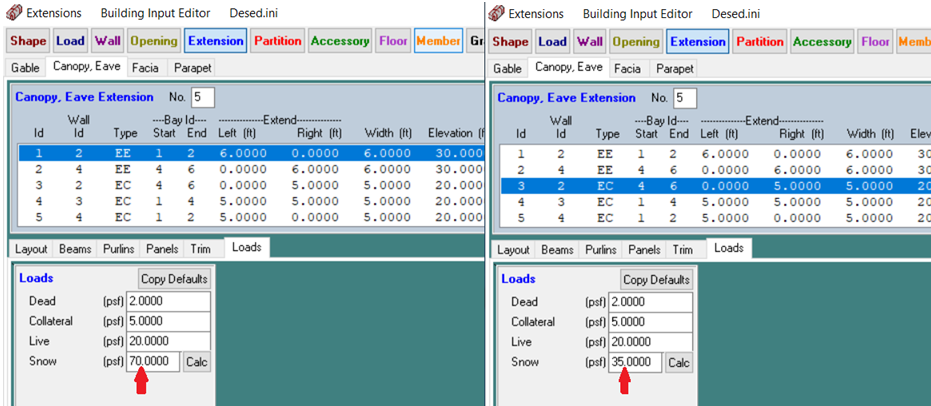 Extensions Building Input Editor Desed.ini
Shape Load Wall Opening Extension Partition Accessory Floor Member Gr
Gable Canopy, Eave Facia Parapet
Canopy, Eave Extension No. 5
Wall ----Bay Id---- --------------Extend--------------
Id Id Type Start End Left (ft) Right (ft) Width (ft) Elevation (f
1 2 EE 1 2 6.0000 0.0000 6.0000 30.000
2 4 EE 4 6 0.0000 6.0000 6.0000 30.000
3 2 EC 4 6 0.0000 5.0000 5.0000 20.000
4 3 EC 1 4 5.0000 5.0000 5.0000 20.000
5 4 EC 1 2 5.0000 0.0000 5.0000 20.000
Layout Beams Purlins Panels Trim Loads
Loads Copy Defaults
Dead (psf) 2.0000
Collateral (psf) 5.0000
Live (psf) 20.0000
Snow (psf) 70.0000 Calc
Extensions Building Input Editor Desed.ini
Shape Load Wall Opening Extension Partition Accessory Floor Memb
Gable Canopy, Eave Facia Parapet
Canopy, Eave Extension No. 5
Wall ----Bay Id---- --------------Extend--------------
Id Id Type Start End Left (ft) Right (ft) Width (ft) Elev
1 2 EE 1 2 6.0000 0.0000 6.0000 30.
2 4 EE 4 6 0.0000 6.0000 6.0000 30.
3 2 EC 4 6 0.0000 5.0000 5.0000 20.
4 3 EC 1 4 5.0000 5.0000 5.0000 20.
5 4 EC 1 2 5.0000 0.0000 5.0000 20.
Layout Beams Purlins Panels Trim Loads
Loads Copy Defaults
Dead (psf) 2.0000
Collateral (psf) 5.0000
Live (psf) 20.0000
Snow (psf) 35.0000 Calc